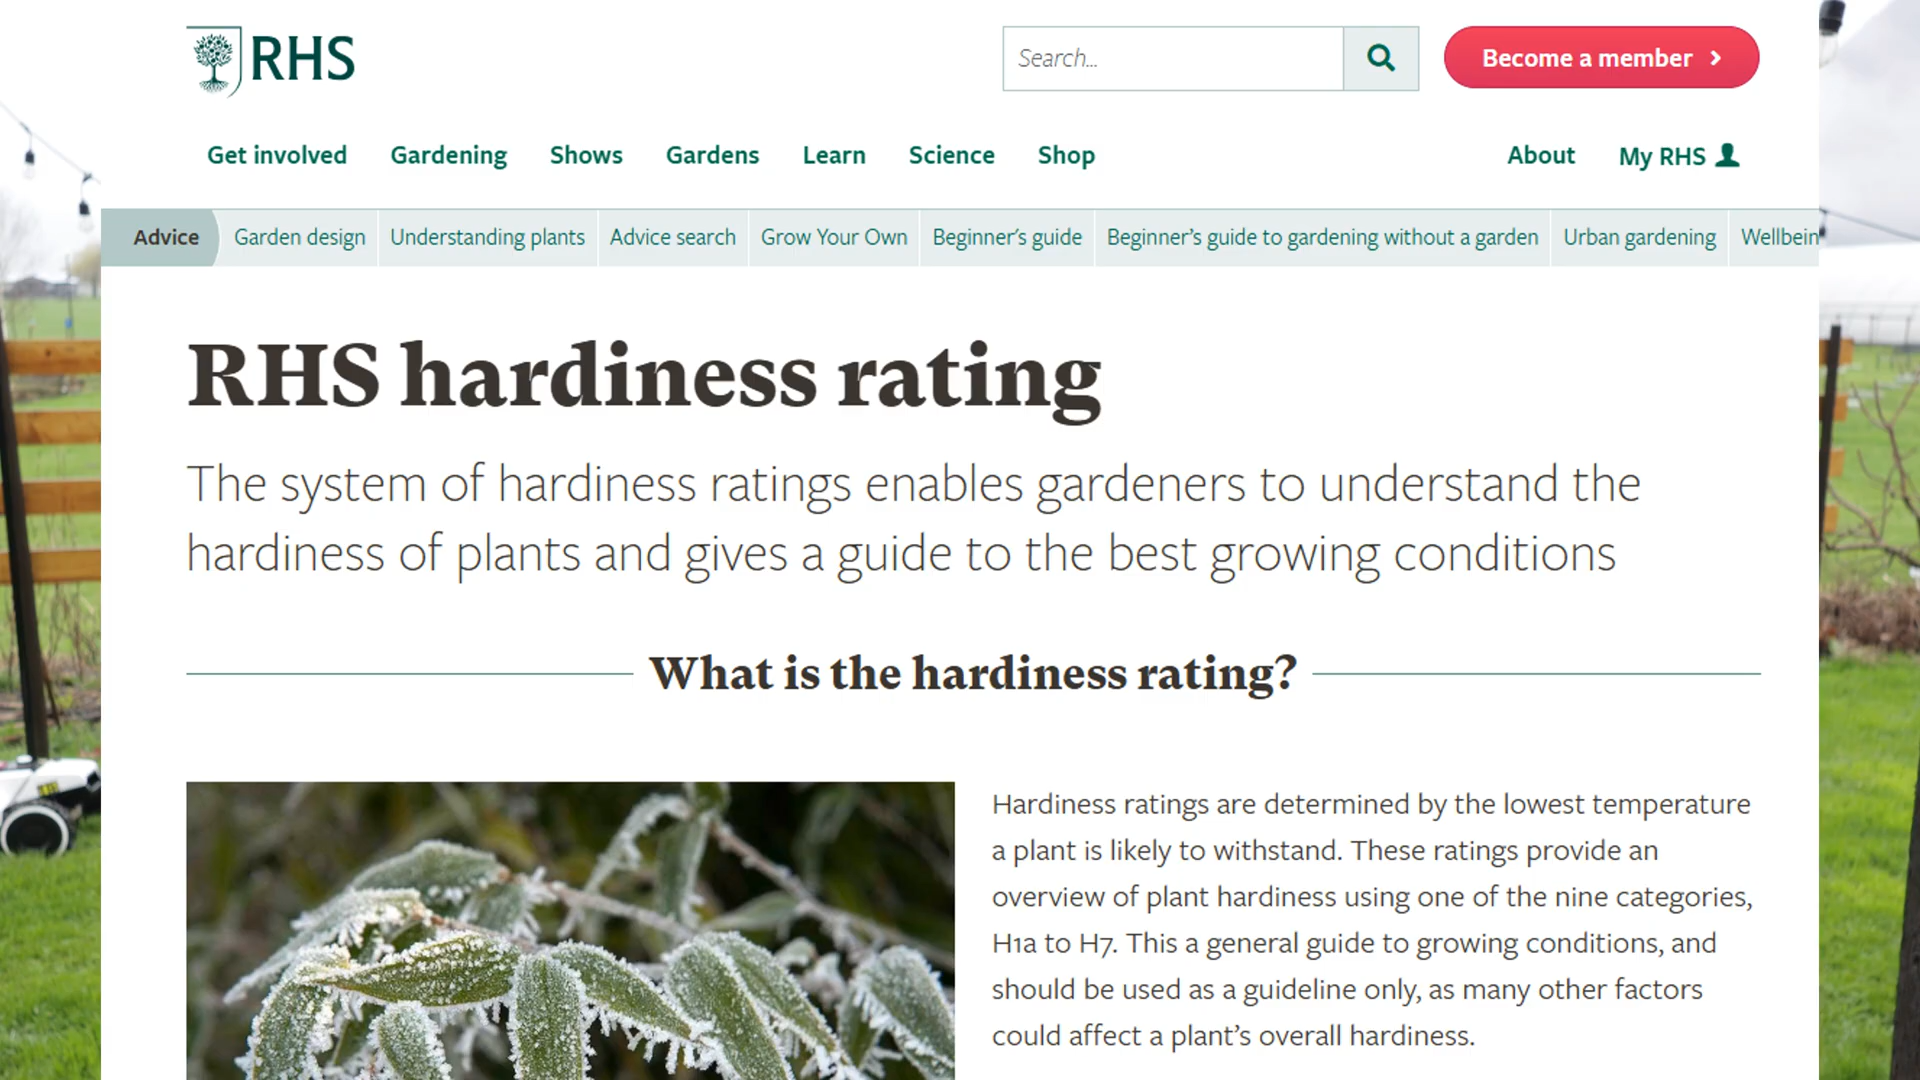 RHS
Search...
Become a member
Get involved Gardening Shows Gardens Learn Science Shop About My RHS
Advice Garden design Understanding plants Advice search Grow Your Own Beginner's guide Beginner's guide to gardening without a garden Urban gardening Wellbein
RHS hardiness rating
The system of hardiness ratings enables gardeners to understand the
hardiness of plants and gives a guide to the best growing conditions
What is the hardiness rating?
Hardiness ratings are determined by the lowest temperature
a plant is likely to withstand. These ratings provide an
overview of plant hardiness using one of the nine categories,
H1a to H7. This a general guide to growing conditions, and
should be used as a guideline only, as many other factors
could affect a plant's overall hardiness.